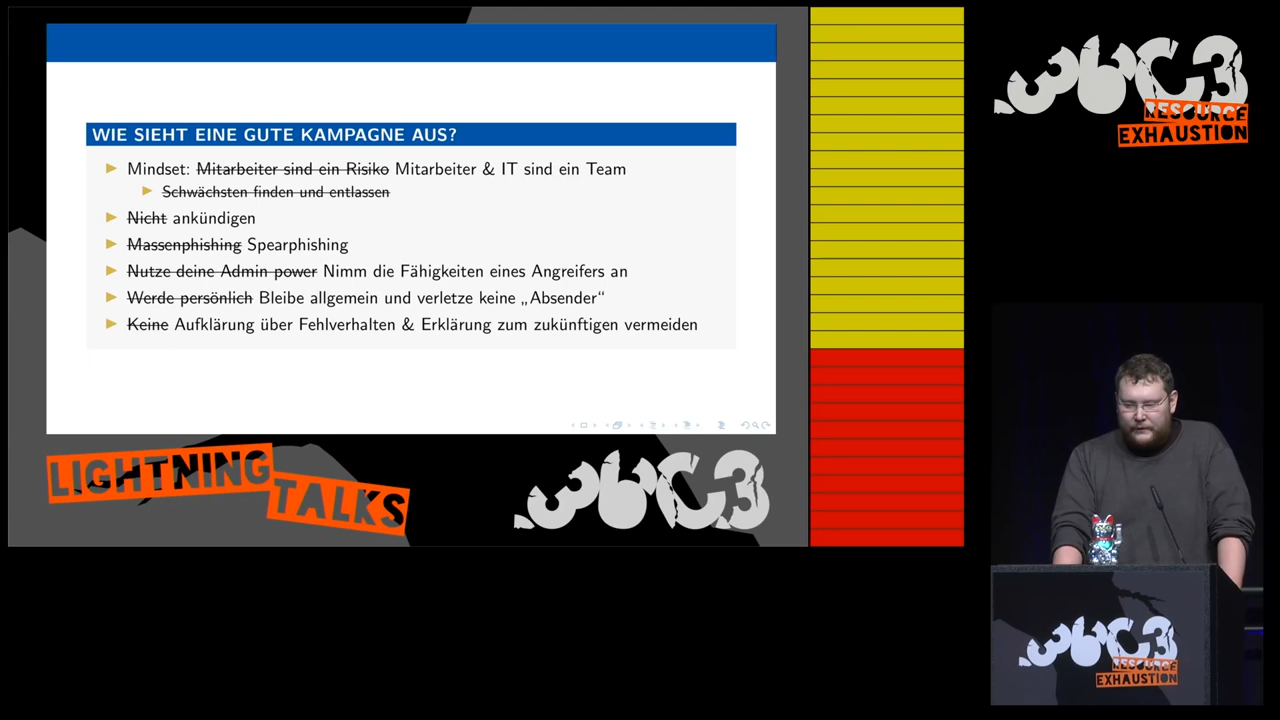 WIE SIEHT EINE GUTE KAMPAGNE AUS?
Mindset: Mitarbeiter sind ein Risiko Mitarbeiter & IT sind ein Team
Schwächsten finden und entlassen
Nicht ankündigen
Massenphishing Spearphishing
Nutze deine Admin power Nimm die Fähigkeiten eines Angreifers an
Werde persönlich Bleibe allgemein und verletze keine „Absender“
Keine Aufklärung über Fehlverhalten & Erklärung zum zukünftigen vermeiden
LIGHTNING
TALKS
36C3
36C3
RESOURCE
EXHAUSTION
36C3
RESOURCE
EXHAUSTION